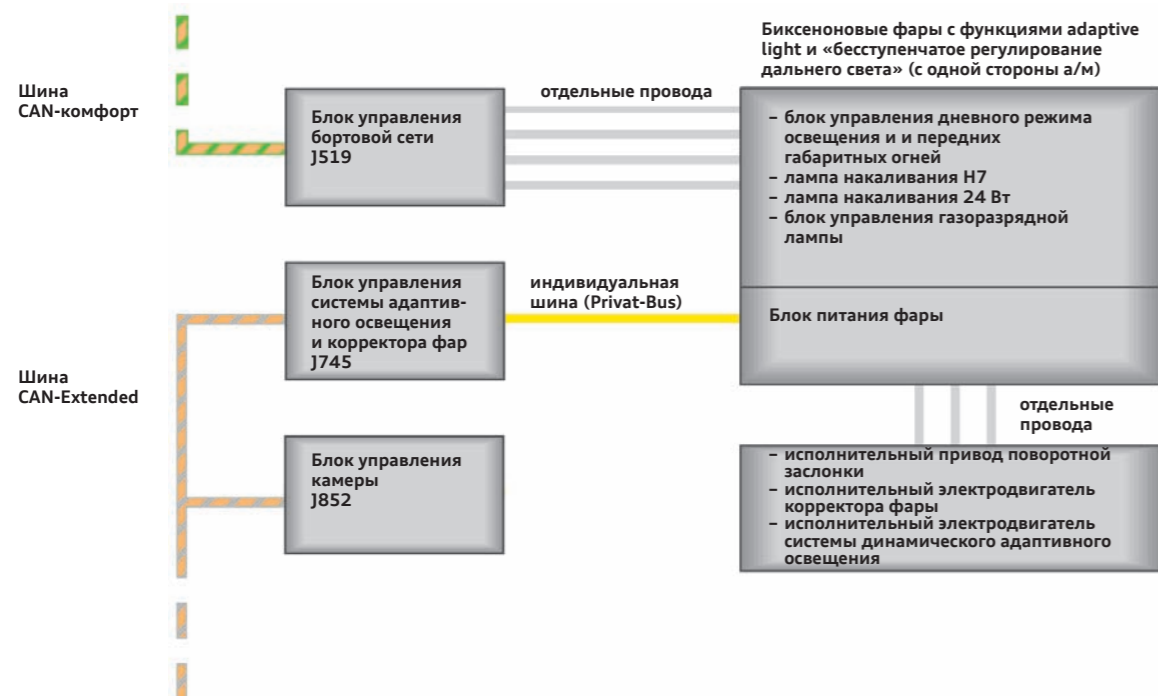 Биксеноновые фары с функциями adaptive
light и «бесступенчатое регулирование
дальнего света» (с одной стороны а/м)
Шина
CAN-комфорт
Блок управления
бортовой сети
J519
отдельные провода
– блок управления дневного режима
освещения и и передних
габаритных огней
– лампа накаливания H7
– лампа накаливания 24 Вт
– блок управления газоразрядной
лампы
Блок управления
системы адаптив-
ного освещения
и корректора фар
J745
индивидуальная
шина (Privat-Bus)
Блок питания фары
Шина
CAN-Extended
отдельные
провода
Блок управления
камеры
J852
– исполнительный привод поворотной
заслонки
– исполнительный электродвигатель
корректора фары
– исполнительный электродвигатель
системы динамического адаптивного
освещения